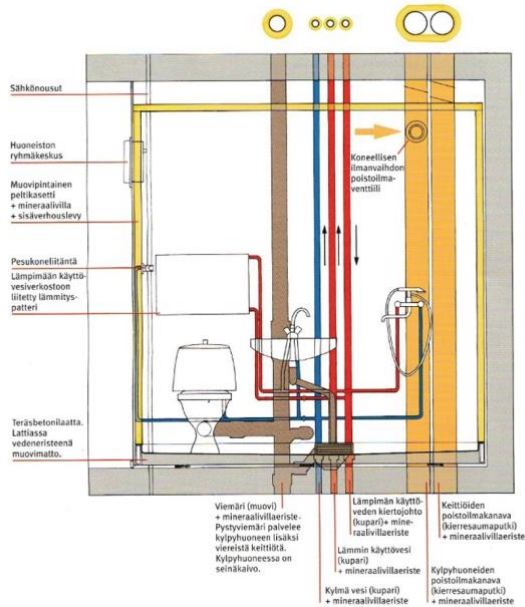 Sähkönousut
Huoneiston
ryhmäkeskus
Muovipintainen
peltikasetti
+ mineraalivilla
+ sisäverhouslevy
Pesukoneliitäntä
Lämpimään käyttö-
vesiverkostoon
liitetty lämmitys-
patteri
Teräsbetonilaatta.
Lattiassa
vedeneristeenä
muovimatto.
Koneellisen
ilmanvaihdon
poistoilma-
venttiili
Viemäri (muovi)
+ mineraalivillaeriste.
Pystyviemäri palvelee
kylpyhuoneen lisäksi
viereistä keittiötä.
Kylpyhuoneessa on
seinäkaivo.
Lämpimän käyttö-
veden kiertojohto
(kupari)+ mine-
raalivillaeriste
Lämmin käyttövesi
(kupari)
+ mineraalivillaeriste
Kylmä vesi (kupari)
+ mineraalivillaeriste
Keittiöiden
poistoilmakanava
(kierresaumaputki)
+ mineraalivillaeriste
Kylpyhuoneiden
poistoilmakanava
(kierresaumaputki)
+ mineraalivillaeriste